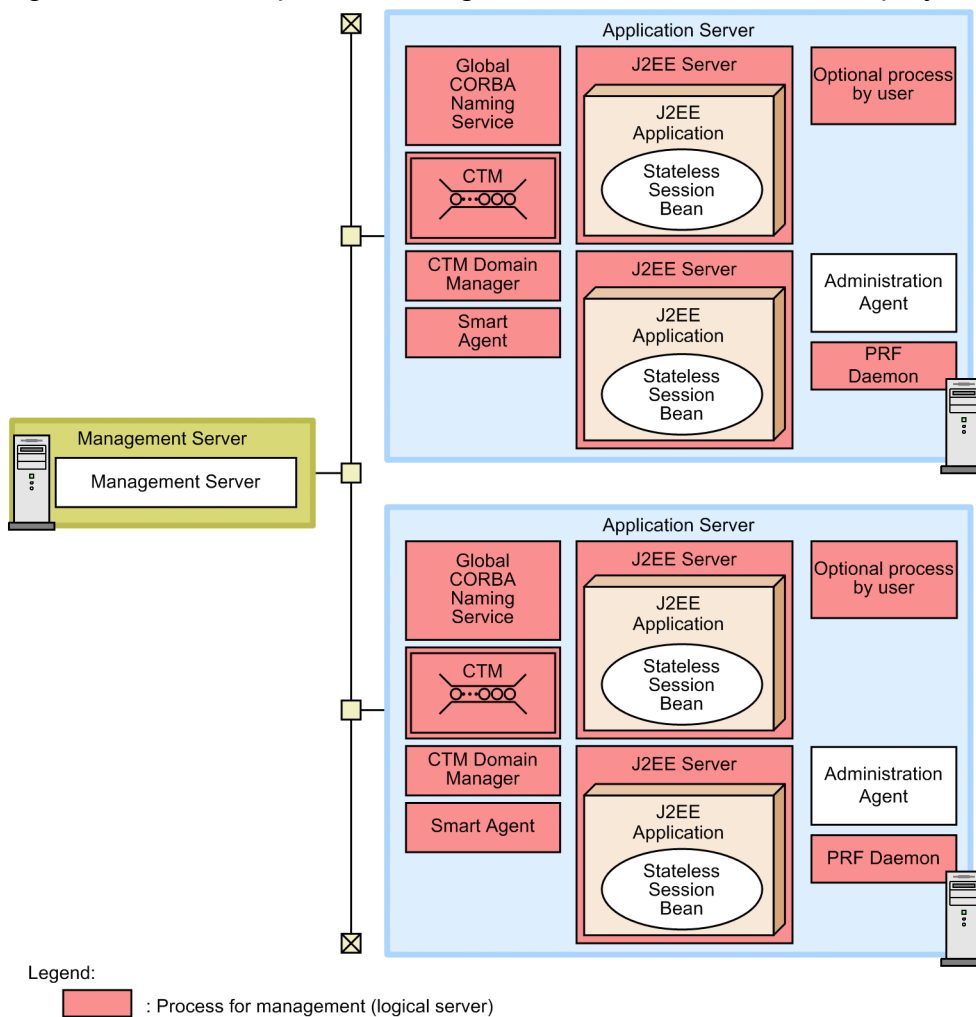 Application Server
Global
CORBA
Naming
Service
CTM
CTM Domain
Manager
Smart
Agent
J2EE Server
J2EE
Application
Stateless
Session
Bean
J2EE Server
J2EE
Application
Stateless
Session
Bean
Optional process
by user
Administration
Agent
PRF
Daemon
Management Server
Management Server
Application Server
Global
CORBA
Naming
Service
CTM
CTM Domain
Manager
Smart Agent
J2EE Server
J2EE
Application
Stateless
Session
Bean
J2EE Server
J2EE
Application
Stateless
Session
Bean
Optional process
by user
Administration
Agent
PRF Daemon
Legend:
: Process for management (logical server)